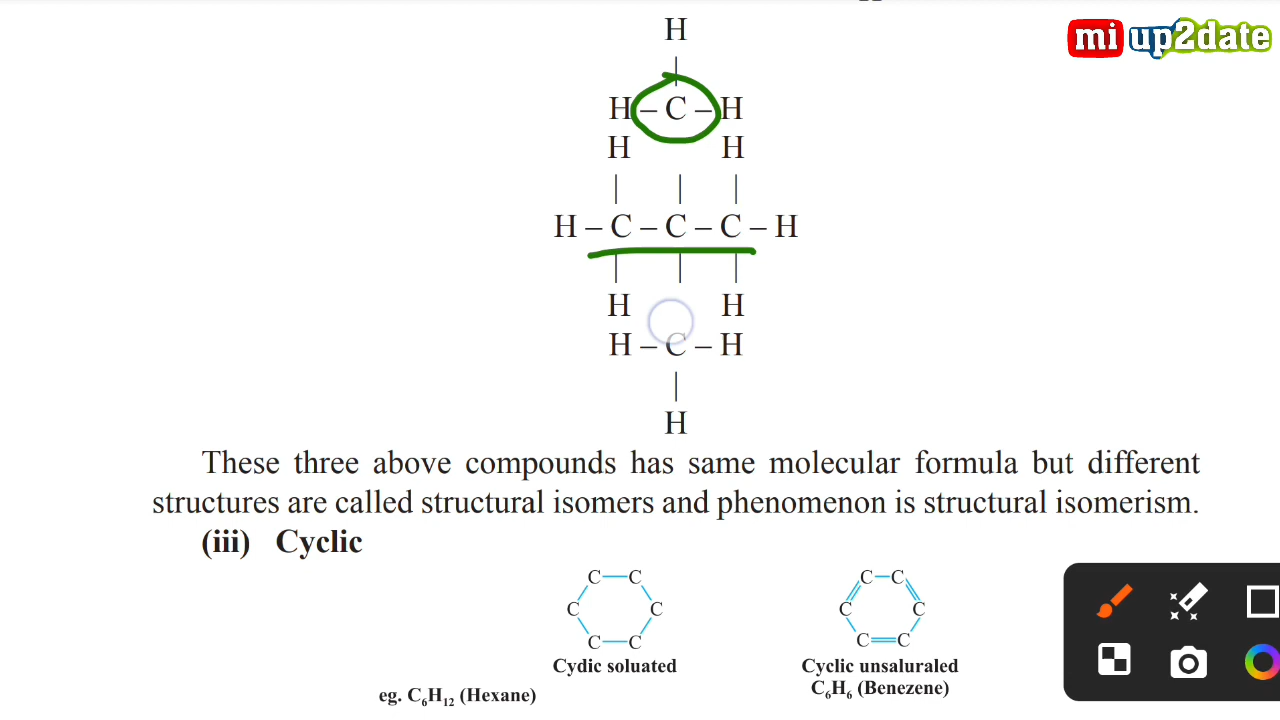 mi up2date
H
|
H – C – H
H H
| | |
H – C – C – C – H
| | |
H H
H – C – H
|
H
These three above compounds has same molecular formula but different
structures are called structural isomers and phenomenon is structural isomerism.
(iii) Cyclic
C—C C–C
C C C C
C—C C=C
Cydic soluated Cyclic unsaluraled
eg. C₆H₁₂ (Hexane) C₆H₆ (Benezene)